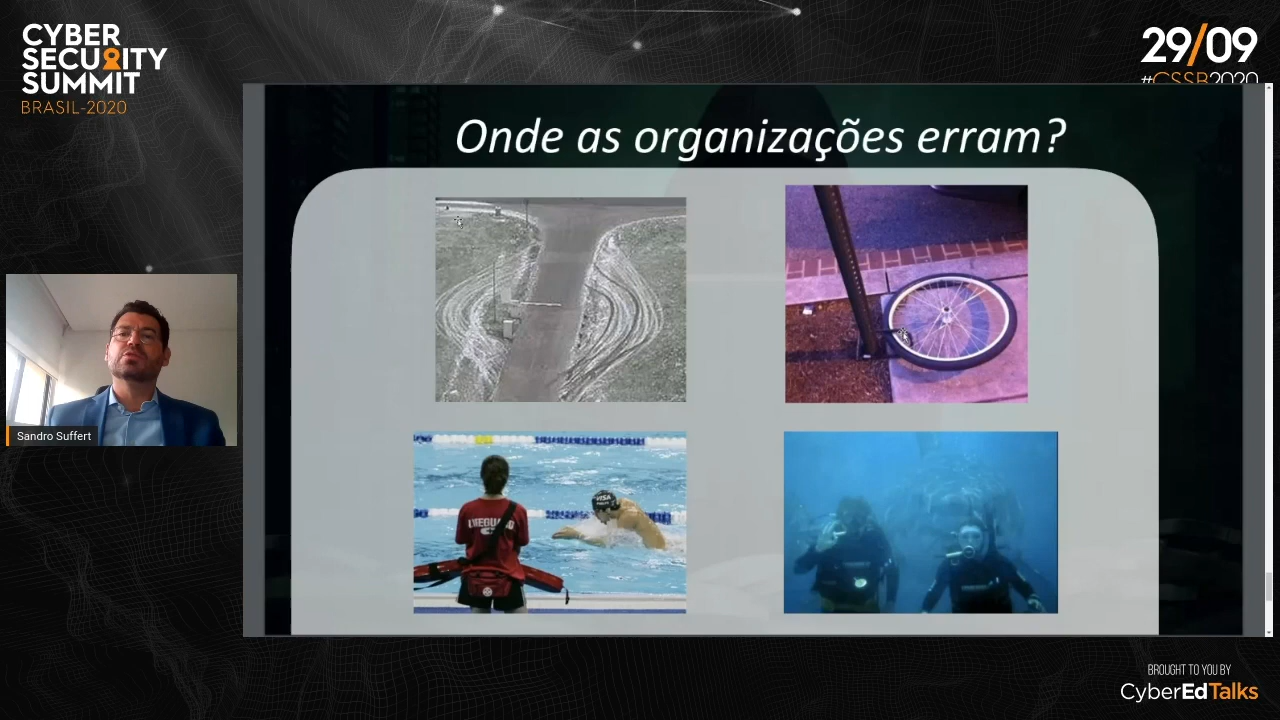 CYBER
SECURITY
SUMMIT
BRASIL-2020
29/09
#CSSB2020
Onde as organizações erram?
Sandro Suffert
LIFEGUARD
VISA
BROUGHT TO YOU BY
CyberEdTalks